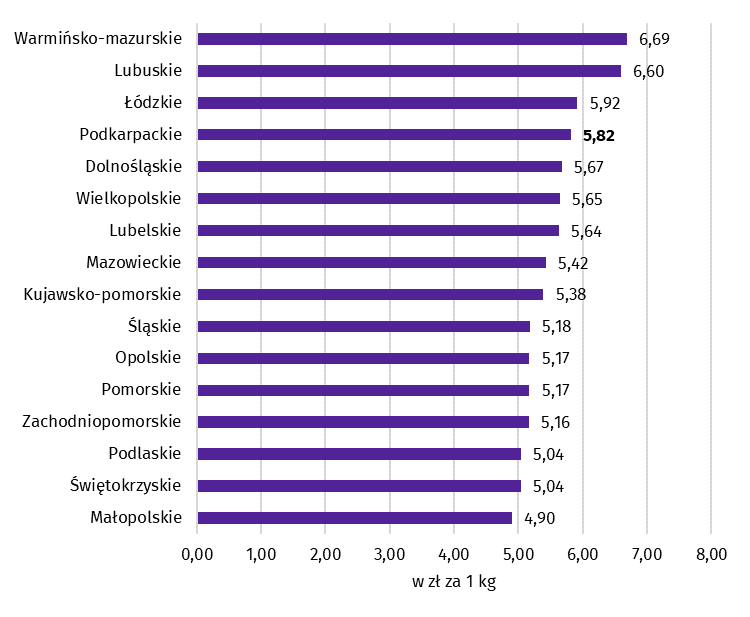 Warmińsko-mazurskie 6,69
Lubuskie 6,60
Łódzkie 5,92
Podkarpackie 5,82
Dolnośląskie 5,67
Wielkopolskie 5,65
Lubelskie 5,64
Mazowieckie 5,42
Kujawsko-pomorskie 5,38
Śląskie 5,18
Opolskie 5,17
Pomorskie 5,17
Zachodniopomorskie 5,16
Podlaskie 5,04
Świętokrzyskie 5,04
Małopolskie 4,90
0,00 1,00 2,00 3,00 4,00 5,00 6,00 7,00 8,00
w zł za 1 kg